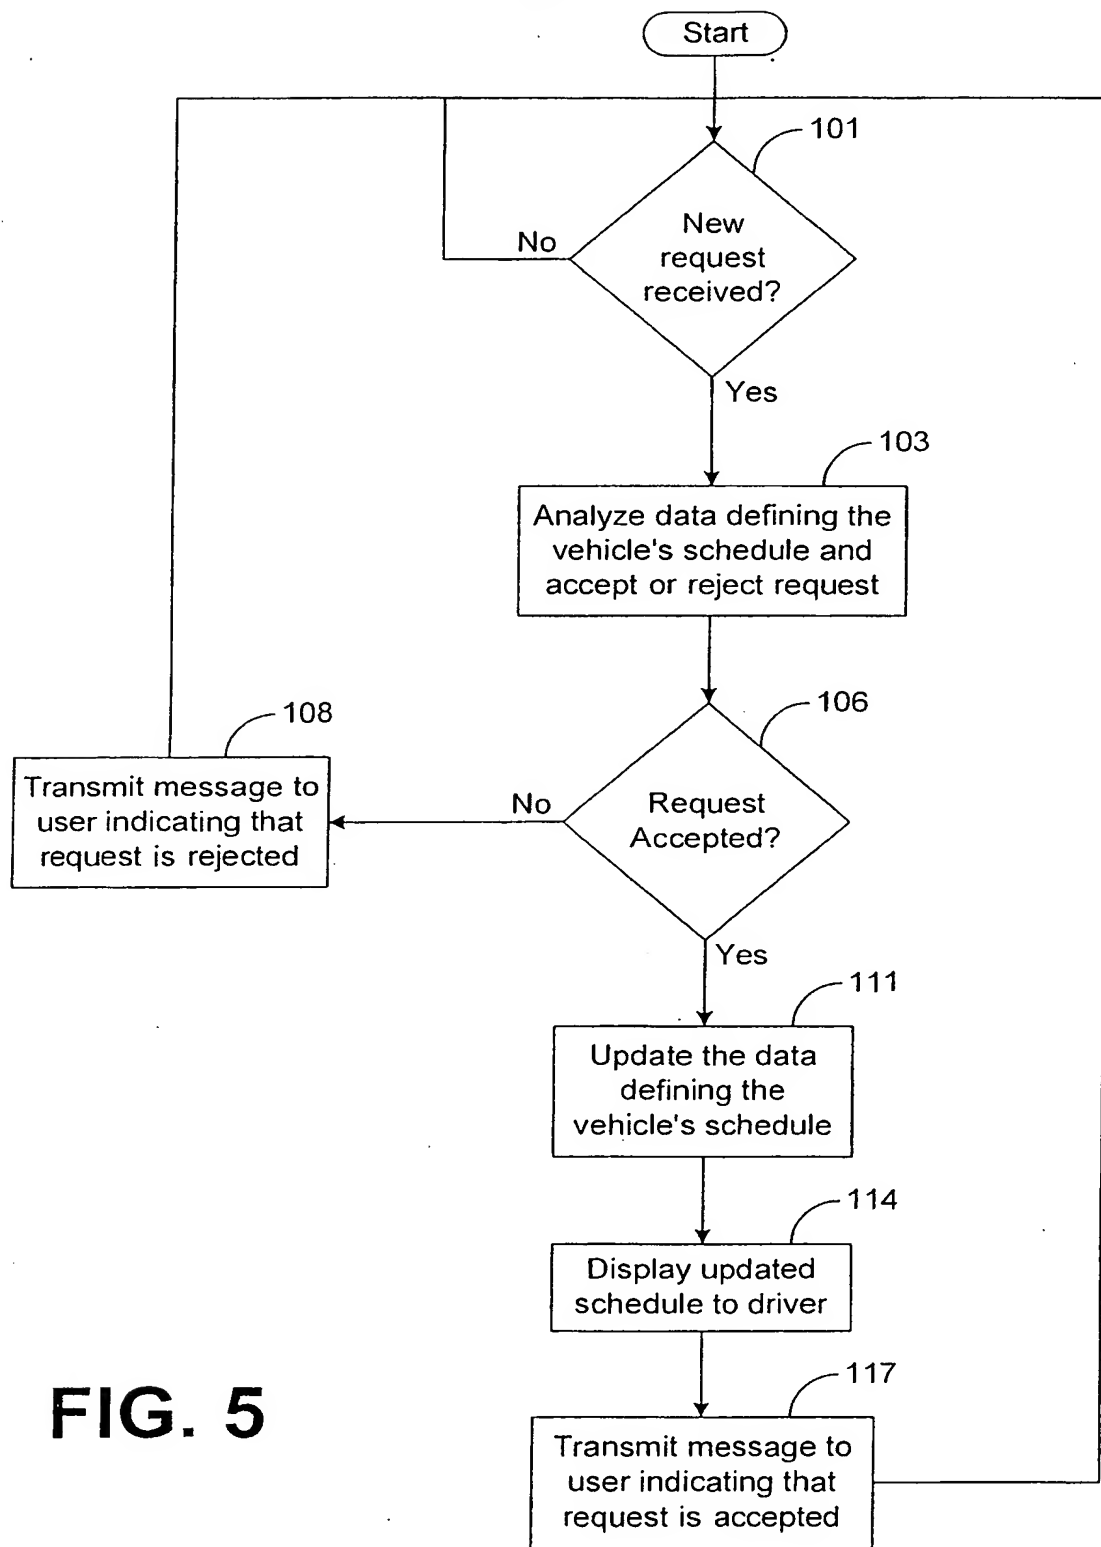 Start
101
New
request
received?
No
Yes
103
Analyze data defining the
vehicle's schedule and
accept or reject request
106
Request
Accepted?
No
108
Transmit message to
user indicating that
request is rejected
Yes
111
Update the data
defining the
vehicle's schedule
114
Display updated
schedule to driver
117
Transmit message to
user indicating that
request is accepted
FIG. 5